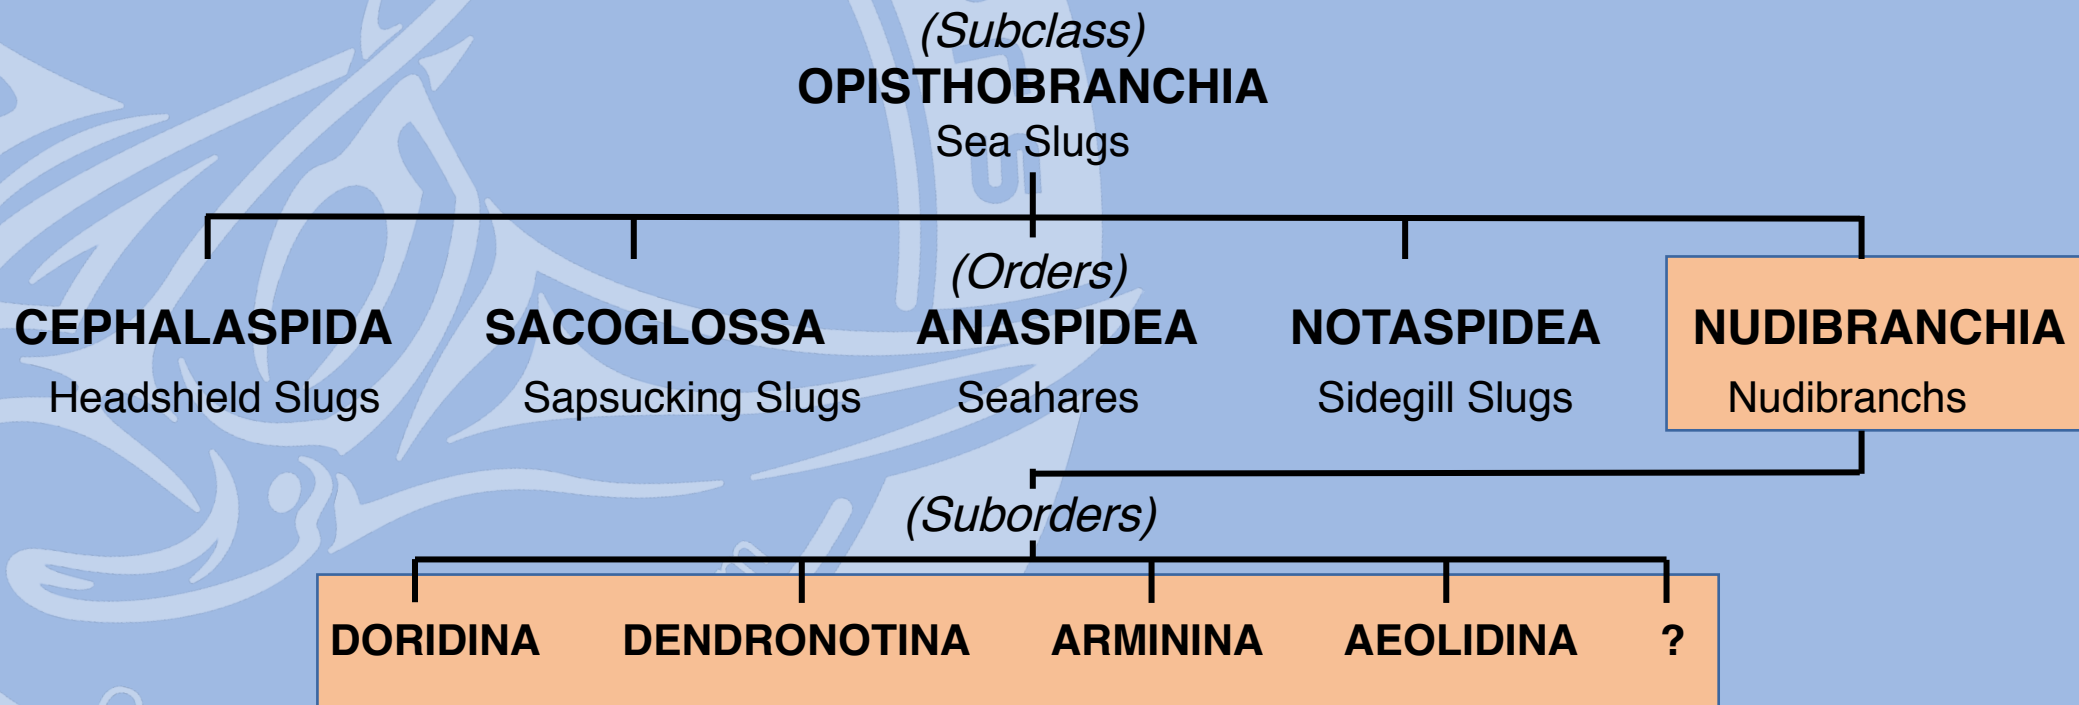 (Subclass)
OPISTHOBRANCHIA
Sea Slugs
(Orders)
CEPHALASPIDA SACOGLOSSA ANASPIDEA NOTASPIDEA NUDIBRANCHIA
Headshield Slugs Sapsucking Slugs Seahares Sidegill Slugs Nudibranchs
(Suborders)
DORIDINA DENDRONOTINA ARMININA AEOLIDINA ?